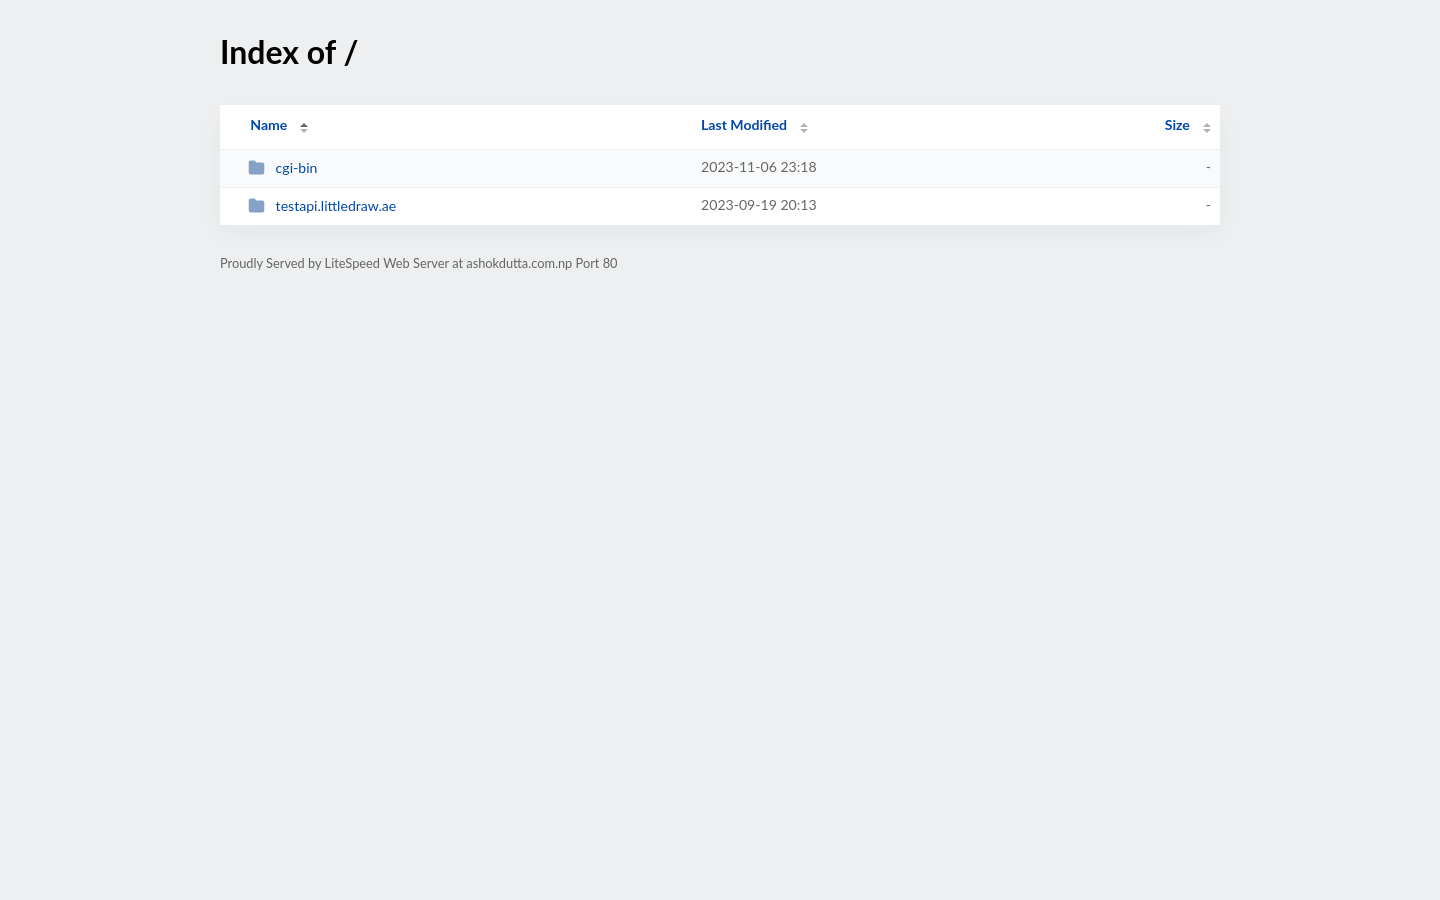 Index of /
Name Last Modified Size
cgi-bin 2023-11-06 23:18 -
testapi.littledraw.ae 2023-09-19 20:13 -
Proudly Served by LiteSpeed Web Server at ashokdutta.com.np Port 80